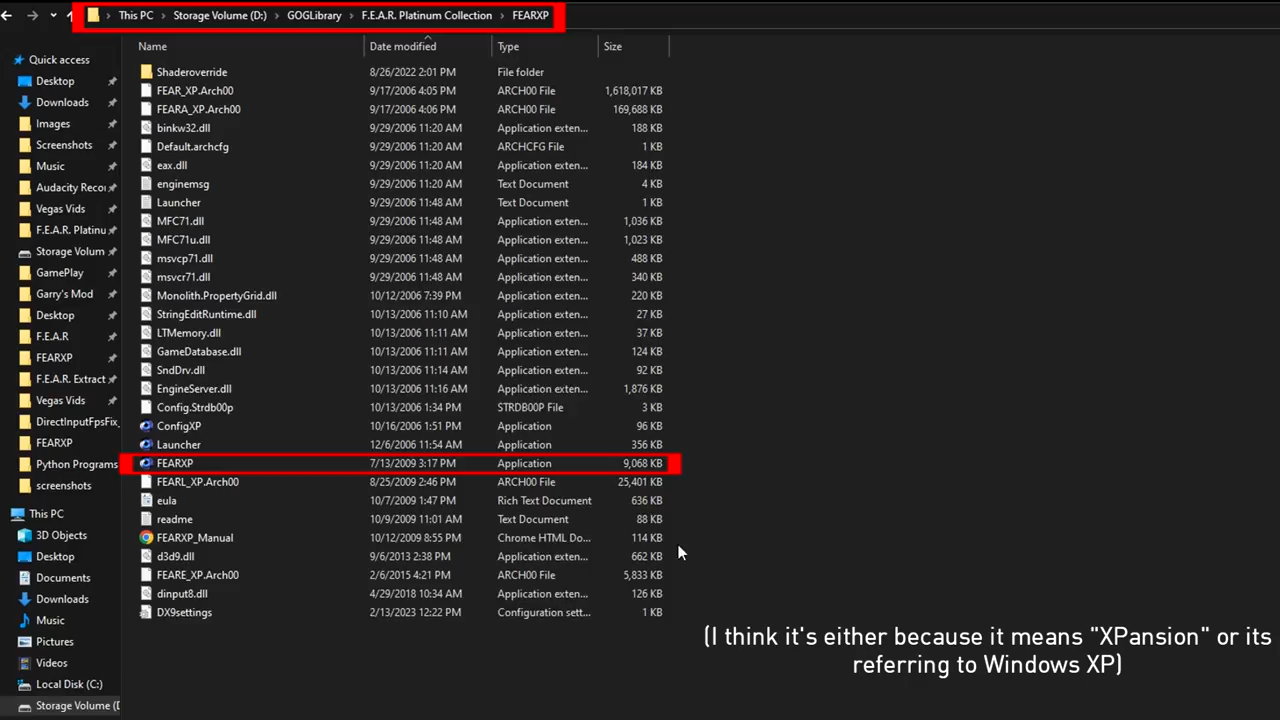 This PC > Storage Volume (D:) > GOGLibrary > F.E.A.R. Platinum Collection > FEARXP
Name Date modified Type Size
Quick access
Desktop
Downloads
Images
Screenshots
Music
Audacity Recor
Vegas Vids
F.E.A.R. Platinu
Storage Volum
GamePlay
Garry's Mod
Desktop
F.E.A.R
FEARXP
F.E.A.R. Extract
Vegas Vids
DirectInputFpsFix_
FEARXP
Python Programs
screenshots
This PC
3D Objects
Desktop
Documents
Downloads
Music
Pictures
Videos
Local Disk (C:)
Storage Volume (D
Shaderoverride 8/26/2022 2:01 PM File folder
FEAR_XP.Arch00 9/17/2006 4:05 PM ARCH00 File 1,618,017 KB
FEARA_XP.Arch00 9/17/2006 4:06 PM ARCH00 File 169,688 KB
binkw32.dll 9/29/2006 11:20 AM Application exten... 188 KB
Default.archcfg 9/29/2006 11:20 AM ARCHCFG File 1 KB
eax.dll 9/29/2006 11:20 AM Application exten... 184 KB
enginemsg 9/29/2006 11:20 AM Text Document 4 KB
Launcher 9/29/2006 11:48 AM Text Document 1 KB
MFC71.dll 9/29/2006 11:48 AM Application exten... 1,036 KB
MFC71u.dll 9/29/2006 11:48 AM Application exten... 1,023 KB
msvcp71.dll 9/29/2006 11:48 AM Application exten... 488 KB
msvcr71.dll 9/29/2006 11:48 AM Application exten... 340 KB
Monolith.PropertyGrid.dll 10/12/2006 7:39 PM Application exten... 220 KB
StringEditRuntime.dll 10/13/2006 11:10 AM Application exten... 27 KB
LTMemory.dll 10/13/2006 11:11 AM Application exten... 37 KB
GameDatabase.dll 10/13/2006 11:11 AM Application exten... 124 KB
SndDrv.dll 10/13/2006 11:14 AM Application exten... 92 KB
EngineServer.dll 10/13/2006 11:16 AM Application exten... 1,876 KB
Config.Strdb00p 10/13/2006 1:34 PM STRDB00P File 3 KB
ConfigXP 10/16/2006 1:51 PM Application 96 KB
Launcher 12/6/2006 11:54 AM Application 356 KB
FEARXP 7/13/2009 3:17 PM Application 9,068 KB
FEARL_XP.Arch00 8/25/2009 2:46 PM ARCH00 File 25,401 KB
eula 10/7/2009 1:47 PM Rich Text Document 636 KB
readme 10/9/2009 11:01 AM Text Document 88 KB
FEARXP_Manual 10/12/2009 8:55 PM Chrome HTML Do... 114 KB
d3d9.dll 9/6/2013 2:38 PM Application exten... 662 KB
FEARE_XP.Arch00 2/6/2015 4:21 PM ARCH00 File 5,833 KB
dinput8.dll 4/29/2018 10:34 AM Application exten... 126 KB
DX9settings 2/13/2023 12:22 PM Configuration sett... 1 KB
(I think it's either because it means "XPansion" or its
referring to Windows XP)